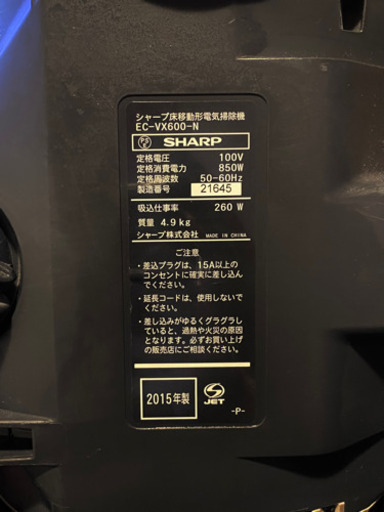 シャープ床移動形電気掃除機
EC-VX600-N
SHARP
定格電圧 100V
定格消費電力 850W
定格周波数 50-60Hz
製造番号 21645
吸込仕事率 260 W
質量 4.9kg
シャープ株式会社 MADE IN CHINA
ご注意
・差込プラグは、15A以上の
コンセントに確実に差し込ん
でください。
・延長コードは、使用しないで
ください。
・差し込みがゆるくグラグラ
していると、過熱や火災の原因
となります。必ずお買い上げ
の販売店にご相談ください。
2015年製
JET
-P-